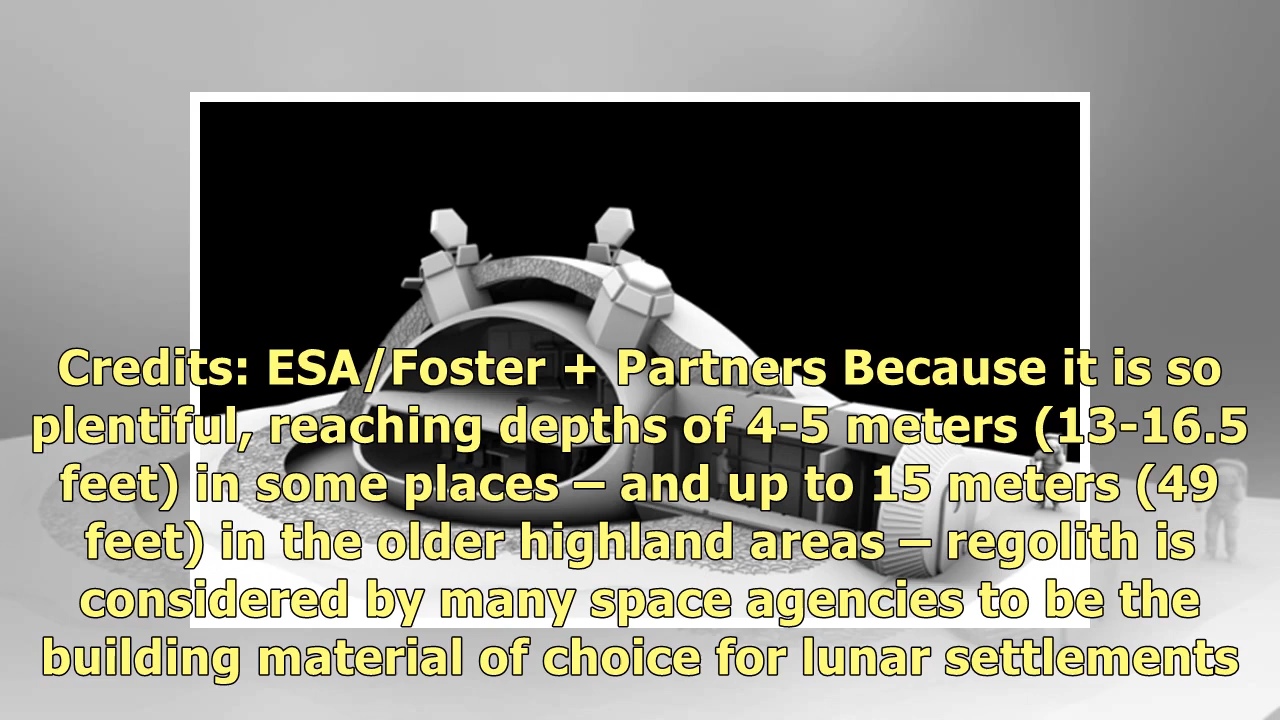 Credits: ESA/Foster + Partners Because it is so
plentiful, reaching depths of 4-5 meters (13-16.5
feet) in some places – and up to 15 meters (49
feet) in the older highland areas – regolith is
considered by many space agencies to be the
building material of choice for lunar settlements